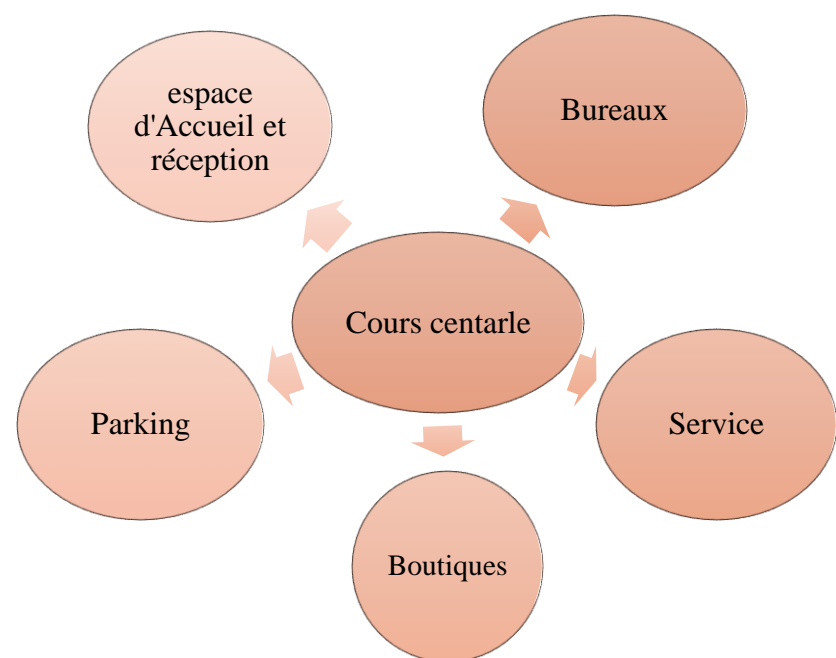 espace
d'Accueil et
réception
Bureaux
Cours centarle
Parking
Service
Boutiques